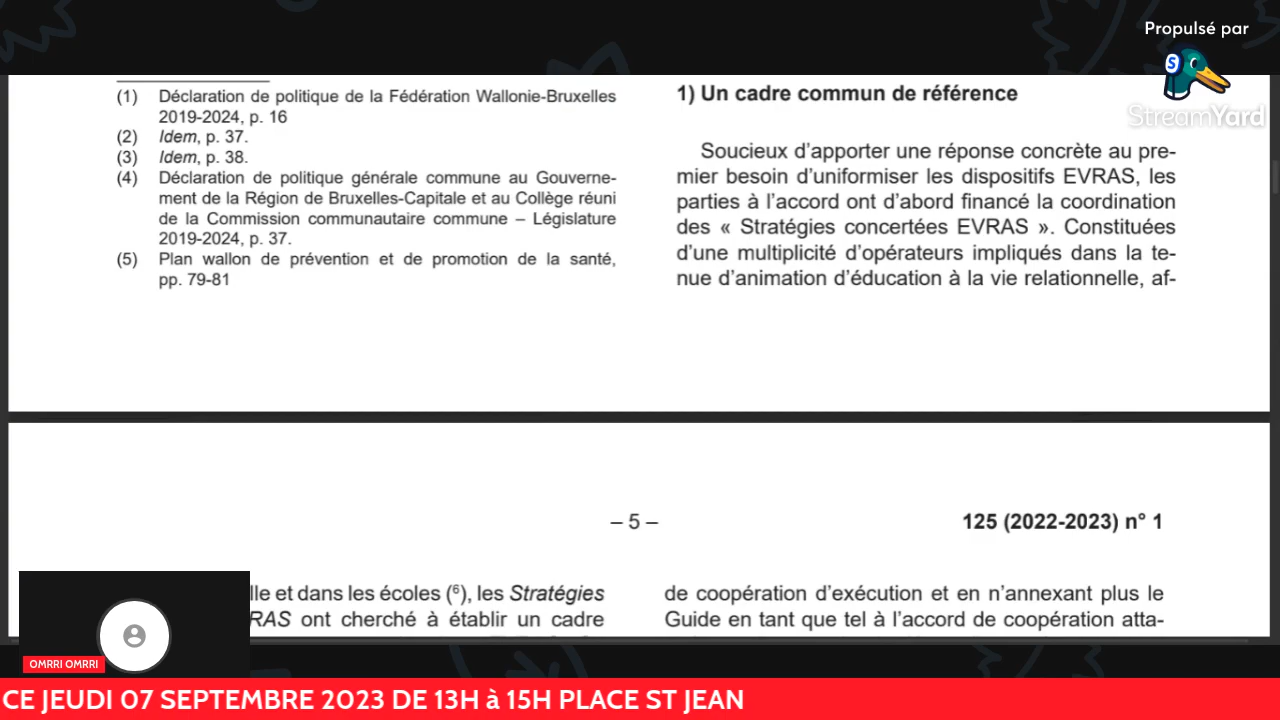 Propulsé par
StreamYard
(1) Déclaration de politique de la Fédération Wallonie-Bruxelles
2019-2024, p. 16
(2) Idem, p. 37.
(3) Idem, p. 38.
(4) Déclaration de politique générale commune au Gouverne-
ment de la Région de Bruxelles-Capitale et au Collège réuni
de la Commission communautaire commune – Législature
2019-2024, p. 37.
(5) Plan wallon de prévention et de promotion de la santé,
pp. 79-81
1) Un cadre commun de référence
Soucieux d'apporter une réponse concrète au pre-
mier besoin d'uniformiser les dispositifs EVRAS, les
parties à l'accord ont d'abord financé la coordination
des « Stratégies concertées EVRAS ». Constituées
d'une multiplicité d'opérateurs impliqués dans la te-
nue d'animation d'éducation à la vie relationnelle, af-
– 5 –
125 (2022-2023) n° 1
lle et dans les écoles (⁶), les Stratégies
RAS ont cherché à établir un cadre
de coopération d'exécution et en n'annexant plus le
Guide en tant que tel à l'accord de coopération atta-
OMRRI OMRRI
CE JEUDI 07 SEPTEMBRE 2023 DE 13H à 15H PLACE ST JEAN